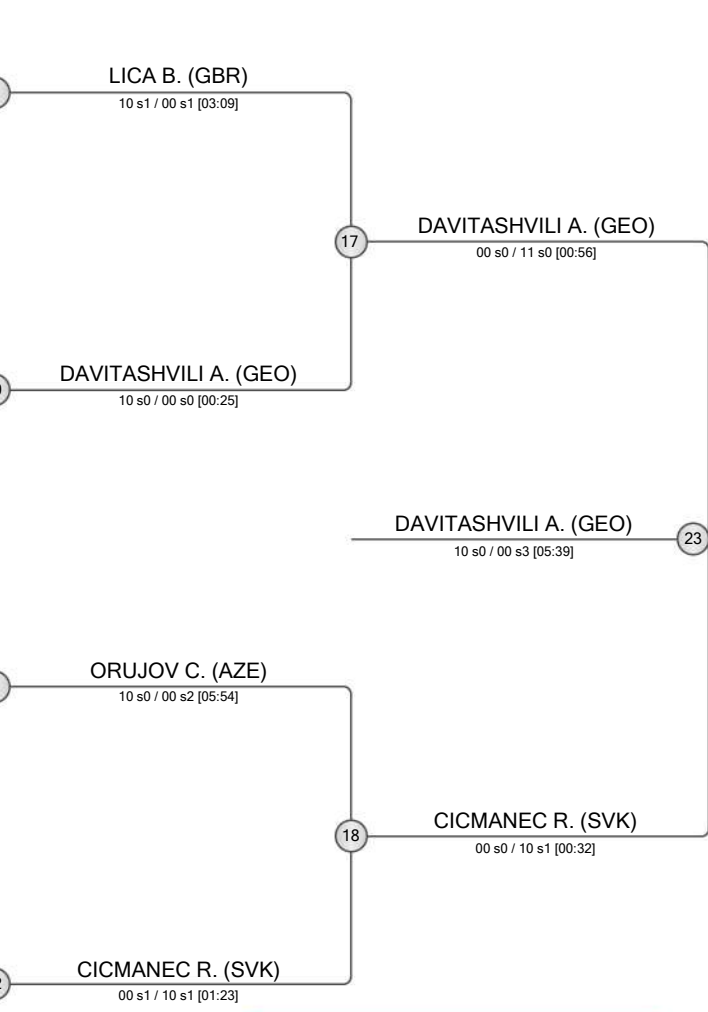 LICA B. (GBR)
10 s1 / 00 s1 [03:09]
DAVITASHVILI A. (GEO)
00 s0 / 11 s0 [00:56]
17
DAVITASHVILI A. (GEO)
10 s0 / 00 s0 [00:25]
DAVITASHVILI A. (GEO)
10 s0 / 00 s3 [05:39]
23
ORUJOV C. (AZE)
10 s0 / 00 s2 [05:54]
CICMANEC R. (SVK)
00 s0 / 10 s1 [00:32]
18
CICMANEC R. (SVK)
00 s1 / 10 s1 [01:23]